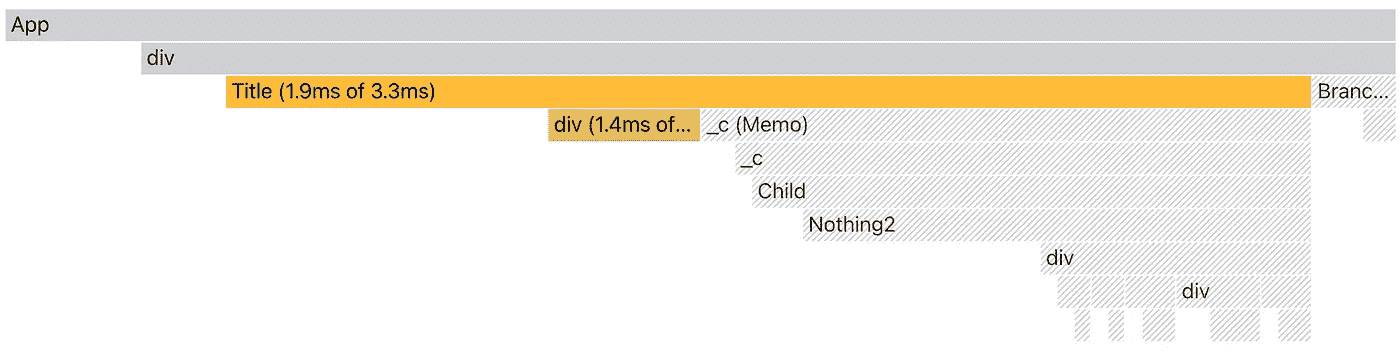 App
div
Title (1.9ms of 3.3ms) Branc...
div (1.4ms of... _c (Memo)
_c
Child
Nothing2
div
div